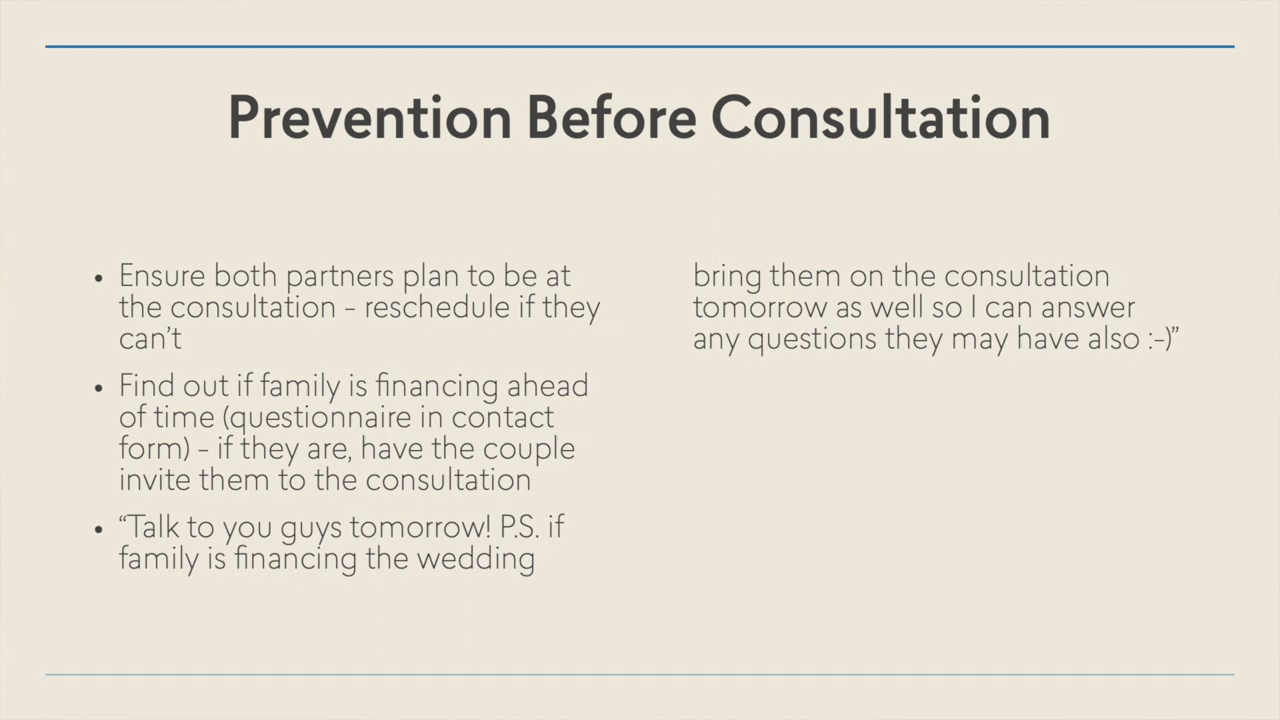 Prevention Before Consultation
• Ensure both partners plan to be at
the consultation - reschedule if they
can’t
• Find out if family is financing ahead
of time (questionnaire in contact
form) - if they are, have the couple
invite them to the consultation
• “Talk to you guys tomorrow! P.S. if
family is financing the wedding
bring them on the consultation
tomorrow as well so I can answer
any questions they may have also :-)”